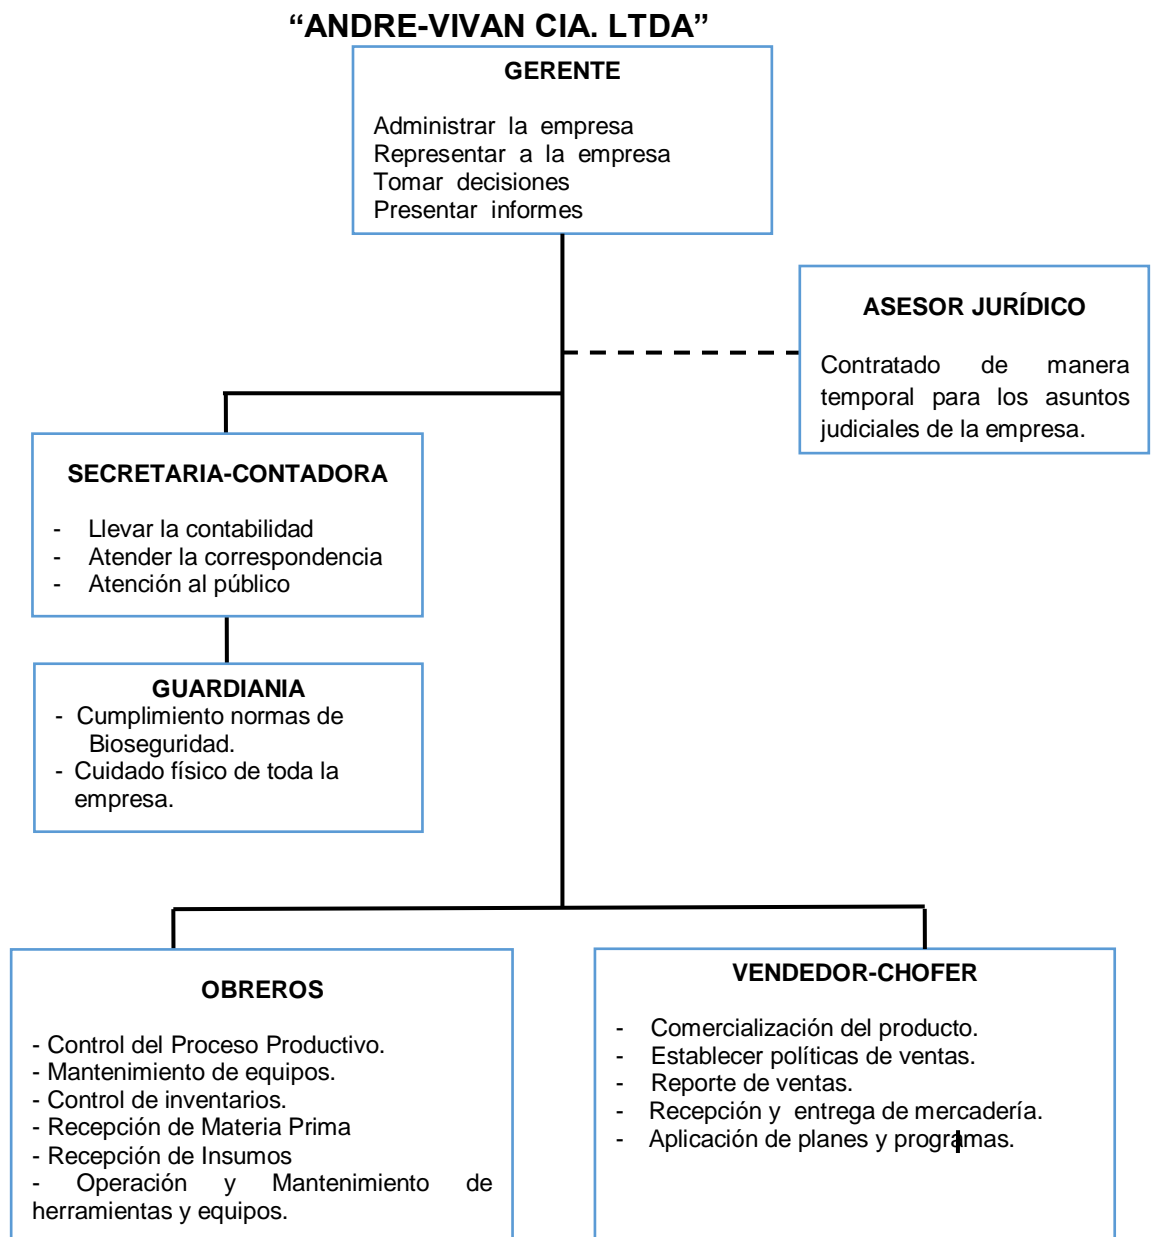 “ANDRE-VIVAN CIA. LTDA”
GERENTE
Administrar la empresa
Representar a la empresa
Tomar decisiones
Presentar informes
ASESOR JURÍDICO
Contratado de manera
temporal para los asuntos
judiciales de la empresa.
SECRETARIA-CONTADORA
- Llevar la contabilidad
- Atender la correspondencia
- Atención al público
GUARDIANIA
- Cumplimiento normas de
Bioseguridad.
- Cuidado físico de toda la
empresa.
OBREROS
- Control del Proceso Productivo.
- Mantenimiento de equipos.
- Control de inventarios.
- Recepción de Materia Prima
- Recepción de Insumos
- Operación y Mantenimiento de
herramientas y equipos.
VENDEDOR-CHOFER
- Comercialización del producto.
- Establecer políticas de ventas.
- Reporte de ventas.
- Recepción y entrega de mercadería.
- Aplicación de planes y programas.